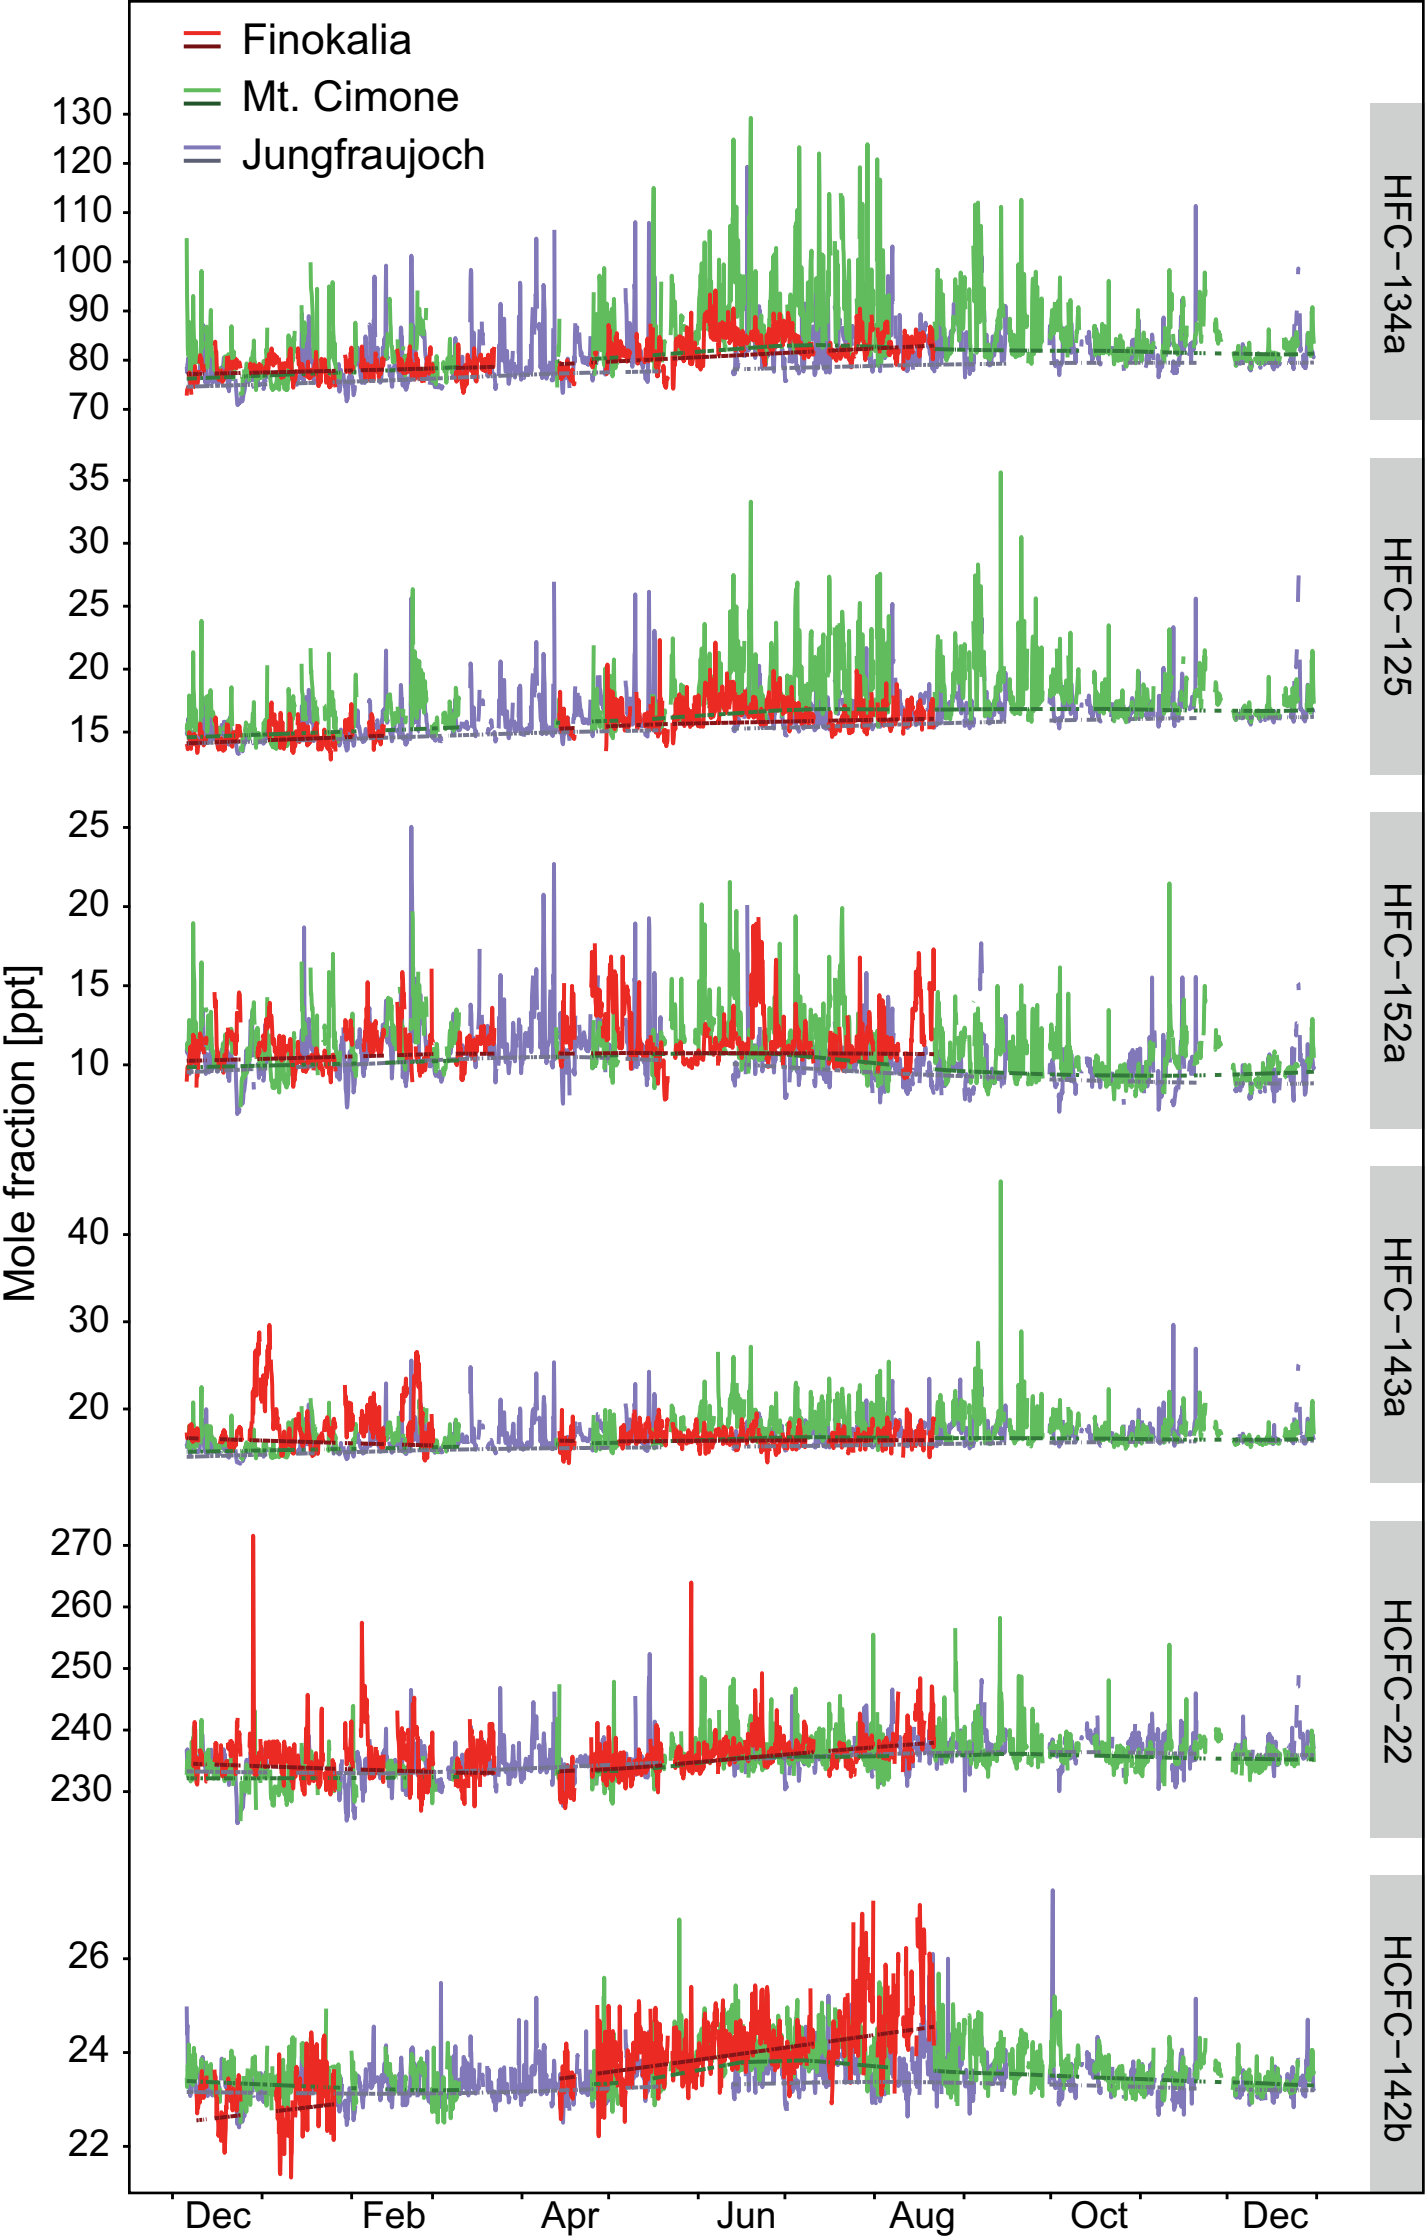 Finokalia
Mt. Cimone
Jungfraujoch
Mole fraction [ppt]
130
120
110
100
90
80
70
HFC−134a
35
30
25
20
15
HFC−125
25
20
15
10
HFC−152a
40
30
20
HFC−143a
270
260
250
240
230
HCFC−22
26
24
22
HCFC−142b
Dec Feb Apr Jun Aug Oct Dec